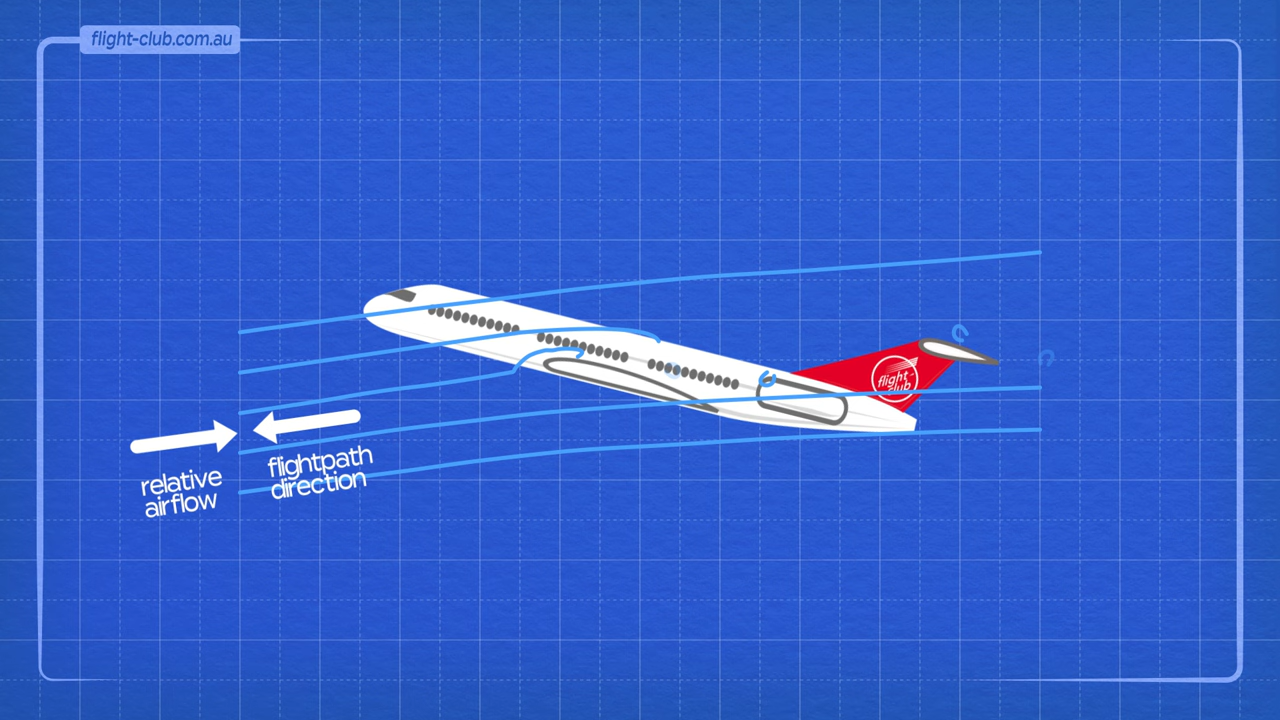 flight-club.com.au
relative
airflow
flightpath
direction
flight-
club